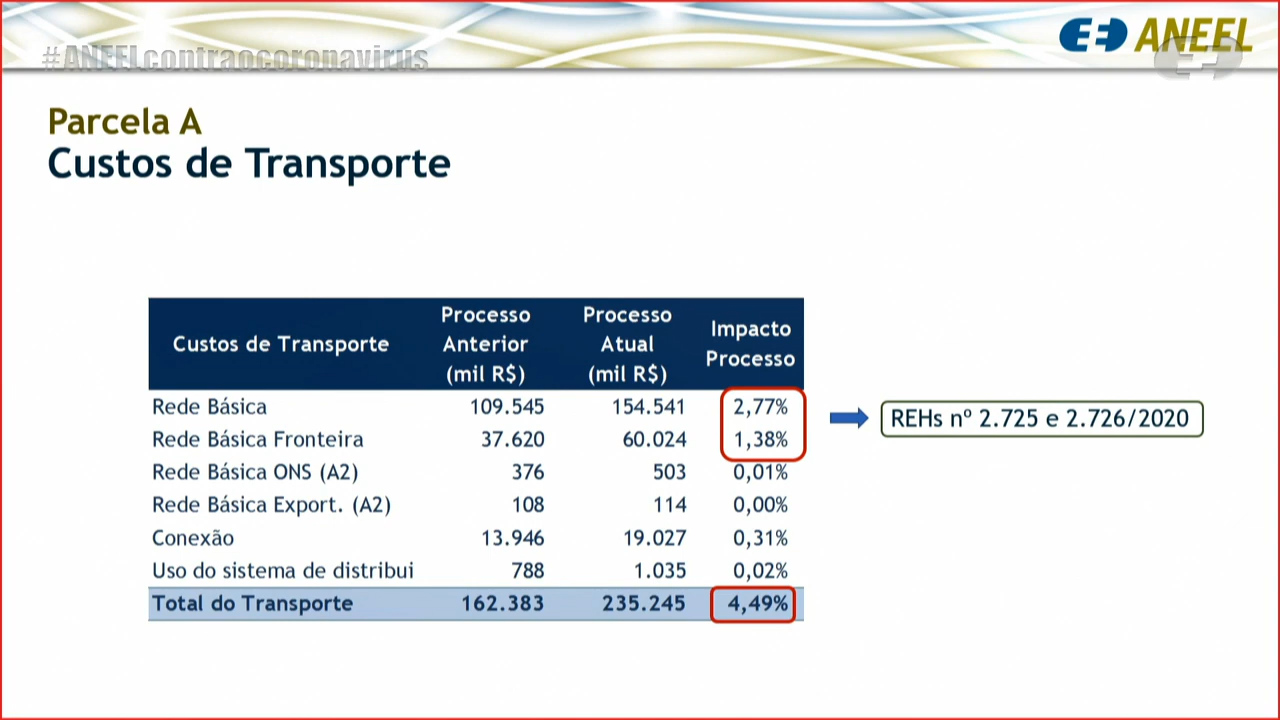 #ANEELcontraocoronavirus
ANEEL
Parcela A
Custos de Transporte
Custos de Transporte Processo Anterior (mil R$) Processo Atual (mil R$) Impacto Processo
Rede Básica 109.545 154.541 2,77%
REHs nº 2.725 e 2.726/2020
Rede Básica Fronteira 37.620 60.024 1,38%
Rede Básica ONS (A2) 376 503 0,01%
Rede Básica Export. (A2) 108 114 0,00%
Conexão 13.946 19.027 0,31%
Uso do sistema de distribui 788 1.035 0,02%
Total do Transporte 162.383 235.245 4,49%